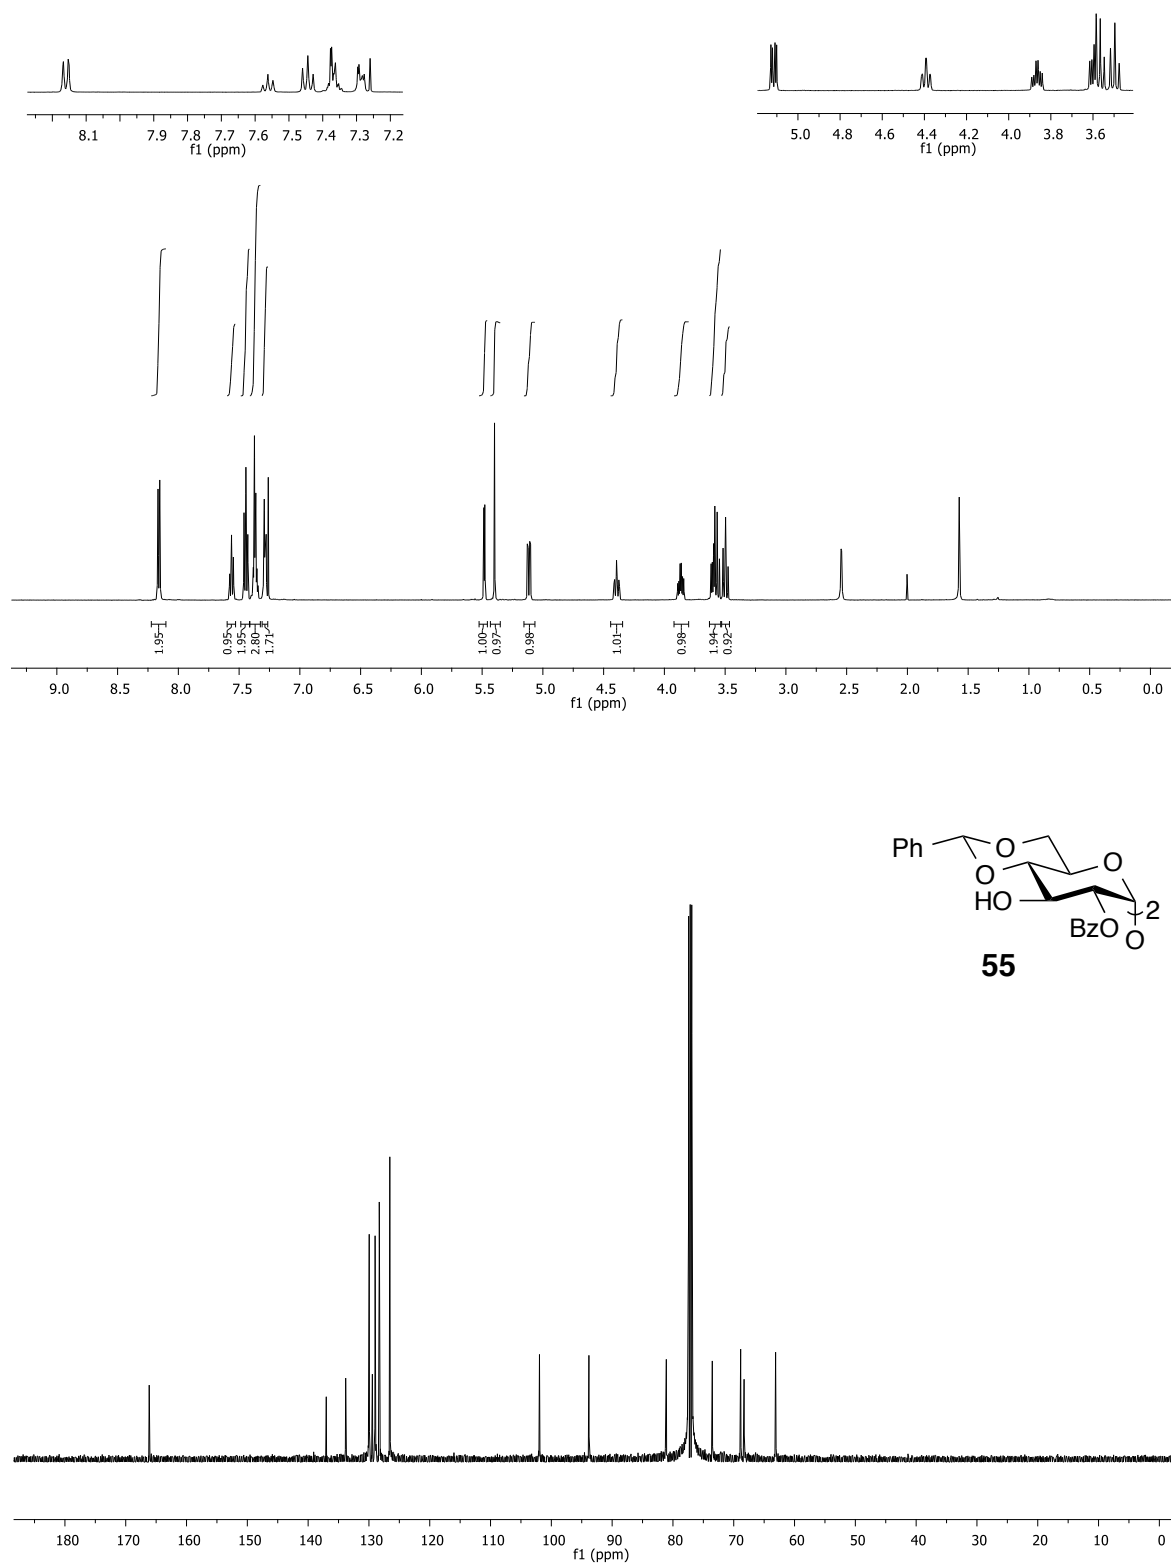 8.1 7.9 7.8 7.7 7.6 7.5 7.4 7.3 7.2
f1 (ppm)
5.0 4.8 4.6 4.4 4.2 4.0 3.8 3.6
f1 (ppm)
1.95 0.95 1.95 2.80 1.71 1.00 0.97 0.98 1.01 0.98 1.94 0.92
9.0 8.5 8.0 7.5 7.0 6.5 6.0 5.5 5.0 4.5 4.0 3.5 3.0 2.5 2.0 1.5 1.0 0.5 0.0
f1 (ppm)
Ph O O
O
HO 2
BzO O
55
180 170 160 150 140 130 120 110 100 90 80 70 60 50 40 30 20 10 0
f1 (ppm)